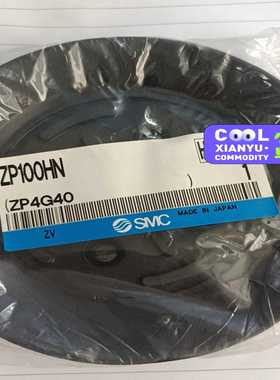 ZP100HN
1
(ZP4G40 )
SMC MADE IN JAPAN
ZV
COOL
XIANYU-
COMMODITY